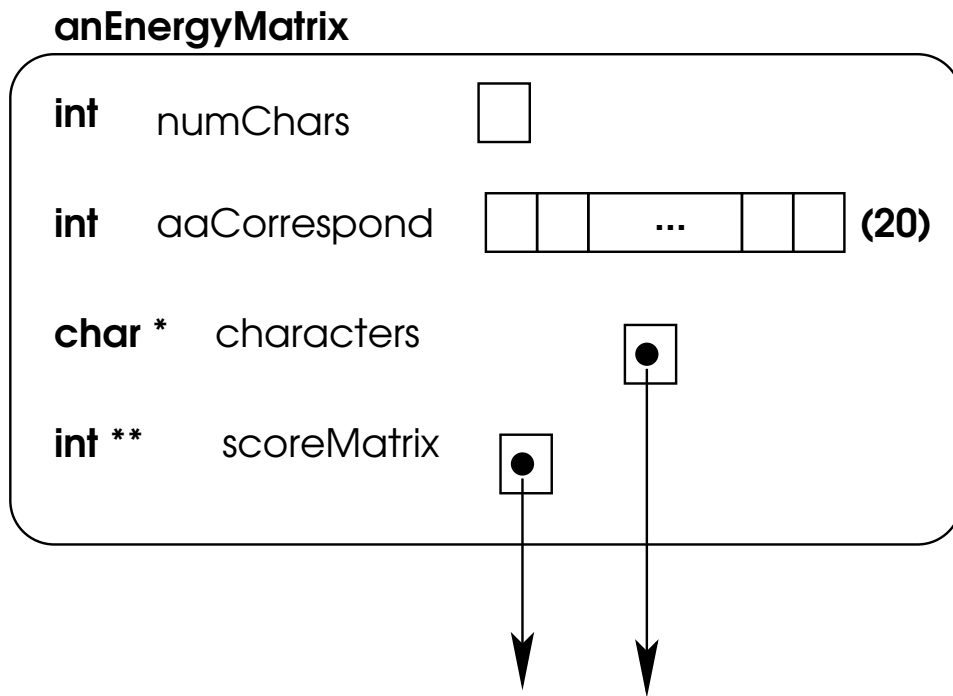 anEnergyMatrix
int numChars
int aaCorrespond ... (20)
char * characters
int ** scoreMatrix